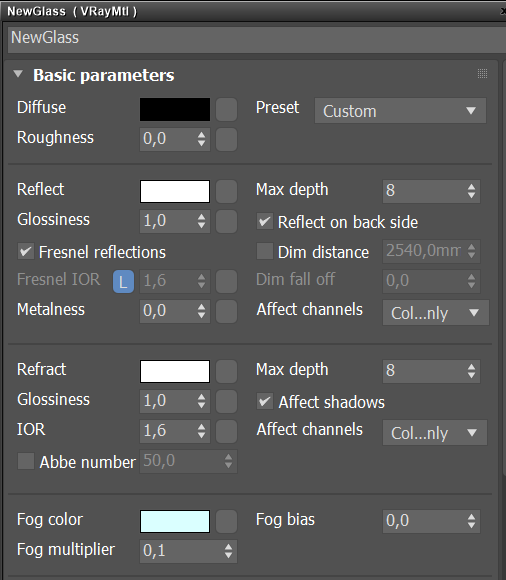 NewGlass ( VRayMtl )
NewGlass
Basic parameters
Diffuse Preset Custom
Roughness 0,0
Reflect Max depth 8
Glossiness 1,0 Reflect on back side
Fresnel reflections Dim distance 2540,0mm
Fresnel IOR L 1,6 Dim fall off 0,0
Metalness 0,0 Affect channels Col...nly
Refract Max depth 8
Glossiness 1,0 Affect shadows
IOR 1,6 Affect channels Col...nly
Abbe number 50,0
Fog color Fog bias 0,0
Fog multiplier 0,1